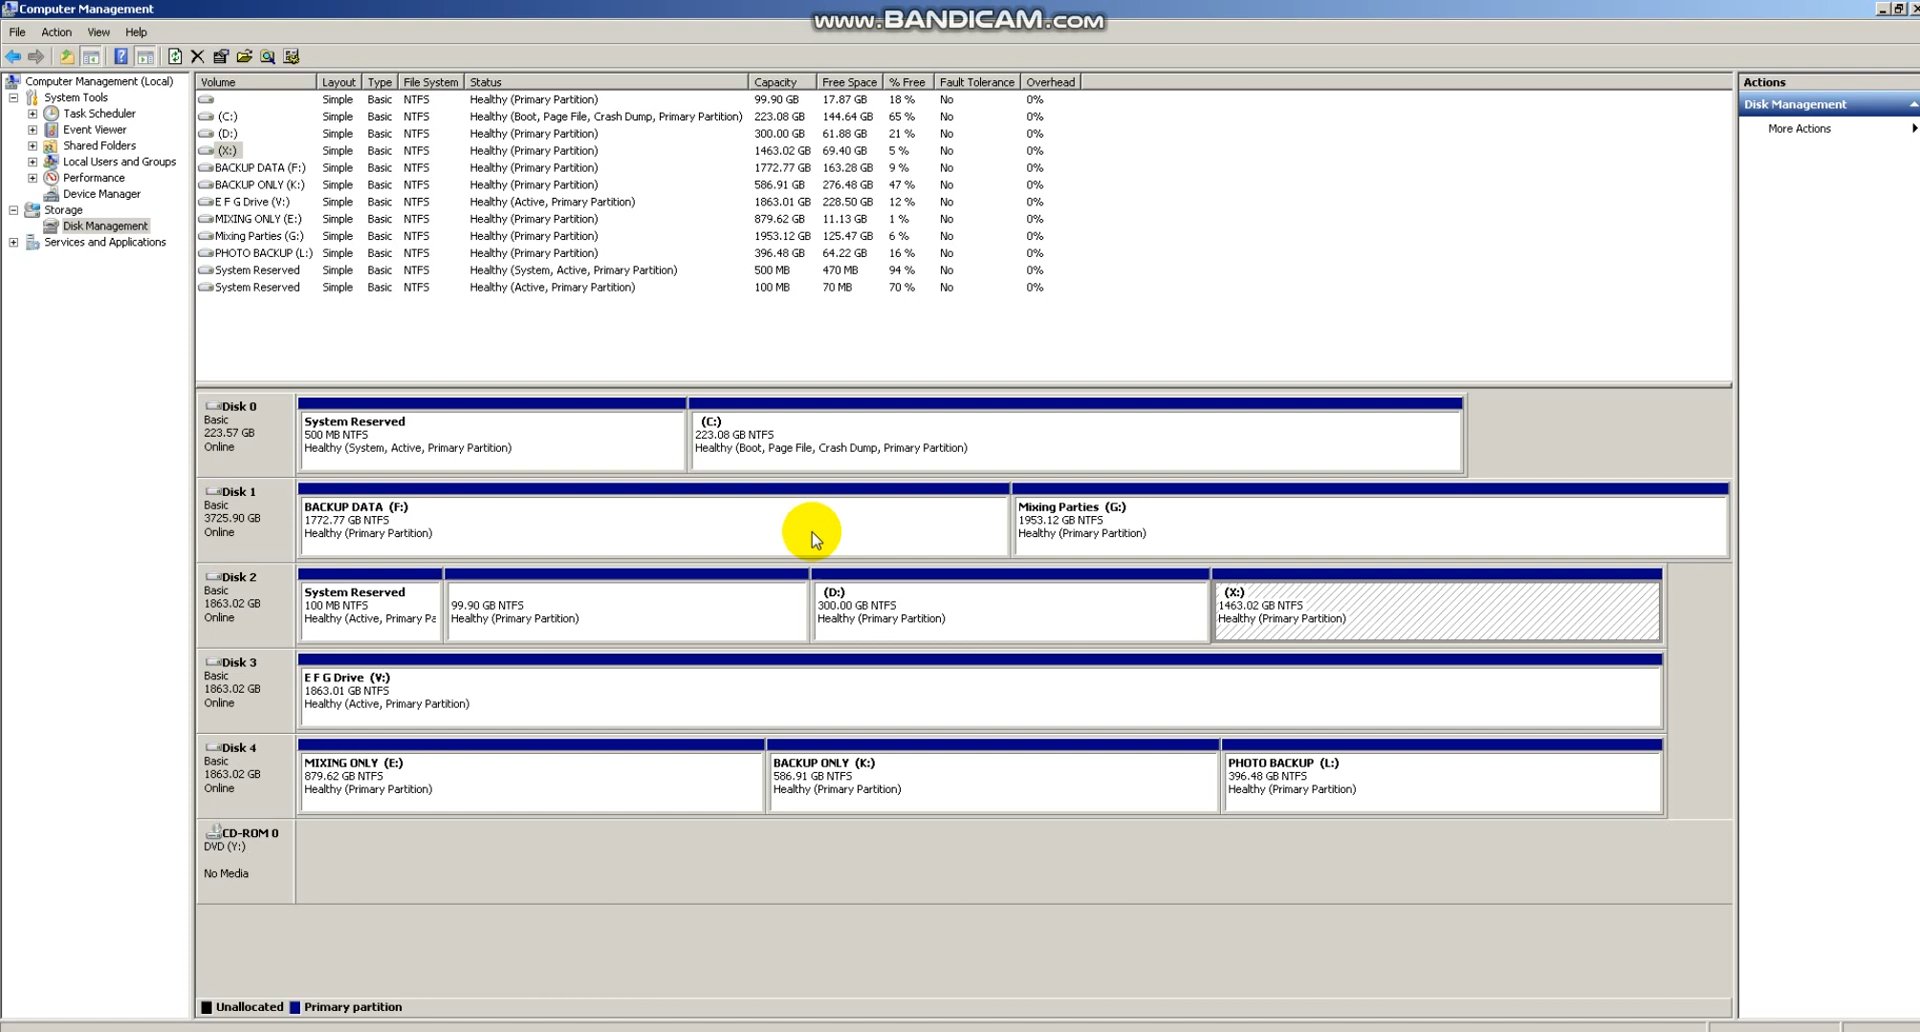 Computer Management
www.BANDICAM.com
File Action View Help
Computer Management (Local)
System Tools
Task Scheduler
Event Viewer
Shared Folders
Local Users and Groups
Performance
Device Manager
Storage
Disk Management
Services and Applications
Volume Layout Type File System Status Capacity Free Space % Free Fault Tolerance Overhead
Simple Basic NTFS Healthy (Primary Partition) 99.90 GB 17.87 GB 18 % No 0%
(C:) Simple Basic NTFS Healthy (Boot, Page File, Crash Dump, Primary Partition) 223.08 GB 144.64 GB 65 % No 0%
(D:) Simple Basic NTFS Healthy (Primary Partition) 300.00 GB 61.88 GB 21 % No 0%
(X:) Simple Basic NTFS Healthy (Primary Partition) 1463.02 GB 69.40 GB 5 % No 0%
BACKUP DATA (F:) Simple Basic NTFS Healthy (Primary Partition) 1772.77 GB 163.28 GB 9 % No 0%
BACKUP ONLY (K:) Simple Basic NTFS Healthy (Primary Partition) 586.91 GB 276.48 GB 47 % No 0%
E F G Drive (V:) Simple Basic NTFS Healthy (Active, Primary Partition) 1863.01 GB 228.50 GB 12 % No 0%
MIXING ONLY (E:) Simple Basic NTFS Healthy (Primary Partition) 879.62 GB 11.13 GB 1 % No 0%
Mixing Parties (G:) Simple Basic NTFS Healthy (Primary Partition) 1953.12 GB 125.47 GB 6 % No 0%
PHOTO BACKUP (L:) Simple Basic NTFS Healthy (Primary Partition) 396.48 GB 64.22 GB 16 % No 0%
System Reserved Simple Basic NTFS Healthy (System, Active, Primary Partition) 500 MB 470 MB 94 % No 0%
System Reserved Simple Basic NTFS Healthy (Active, Primary Partition) 100 MB 70 MB 70 % No 0%
Actions
Disk Management
More Actions
Disk 0
Basic
223.57 GB
Online
System Reserved
500 MB NTFS
Healthy (System, Active, Primary Partition)
(C:)
223.08 GB NTFS
Healthy (Boot, Page File, Crash Dump, Primary Partition)
Disk 1
Basic
3725.90 GB
Online
BACKUP DATA (F:)
1772.77 GB NTFS
Healthy (Primary Partition)
Mixing Parties (G:)
1953.12 GB NTFS
Healthy (Primary Partition)
Disk 2
Basic
1863.02 GB
Online
System Reserved
100 MB NTFS
Healthy (Active, Primary Pa
99.90 GB NTFS
Healthy (Primary Partition)
(D:)
300.00 GB NTFS
Healthy (Primary Partition)
(X:)
1463.02 GB NTFS
Healthy (Primary Partition)
Disk 3
Basic
1863.02 GB
Online
E F G Drive (V:)
1863.01 GB NTFS
Healthy (Active, Primary Partition)
Disk 4
Basic
1863.02 GB
Online
MIXING ONLY (E:)
879.62 GB NTFS
Healthy (Primary Partition)
BACKUP ONLY (K:)
586.91 GB NTFS
Healthy (Primary Partition)
PHOTO BACKUP (L:)
396.48 GB NTFS
Healthy (Primary Partition)
CD-ROM 0
DVD (Y:)
No Media
Unallocated Primary partition